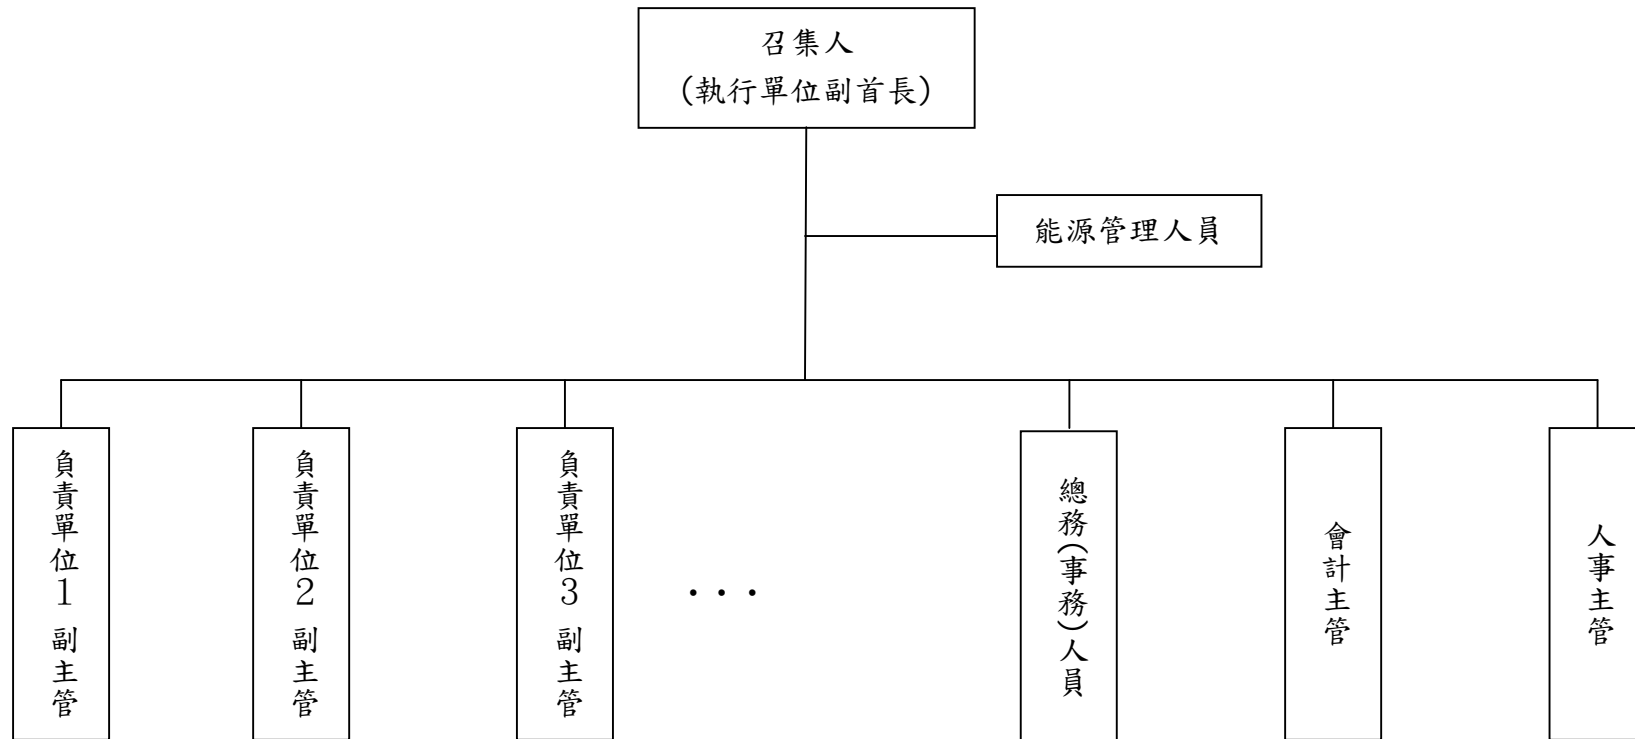 召集人
(執行單位副首長)
能源管理人員
負責單位1 副主管
負責單位2 副主管
負責單位3 副主管
...
總務(事務)人員
會計主管
人事主管